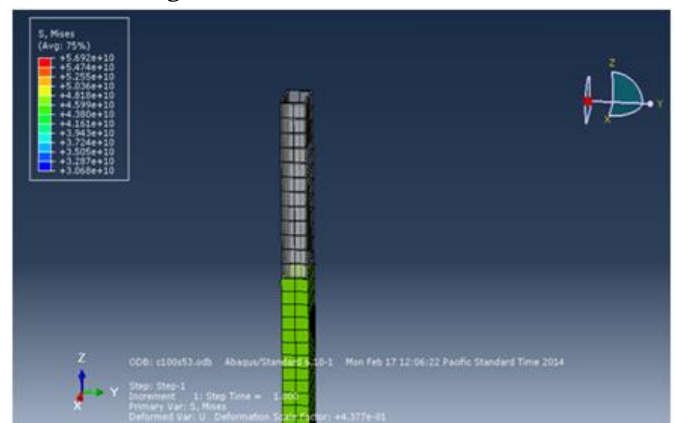 S, Mises
(Avg: 75%)
+5.692e+10
+5.474e+10
+5.255e+10
+5.036e+10
+4.818e+10
+4.599e+10
+4.380e+10
+4.161e+10
+3.943e+10
+3.724e+10
+3.505e+10
+3.287e+10
+3.068e+10
Z
Y
X
Z
Y
X
ODB: c100s53.odb Abaqus/Standard 6.10-1 Mon Feb 17 12:06:22 Pacific Standard Time 2014
Step: Step-1
Increment 1: Step Time = 1.000
Primary Var: S, Mises
Deformed Var: U Deformation Scale Factor: +4.377e-01